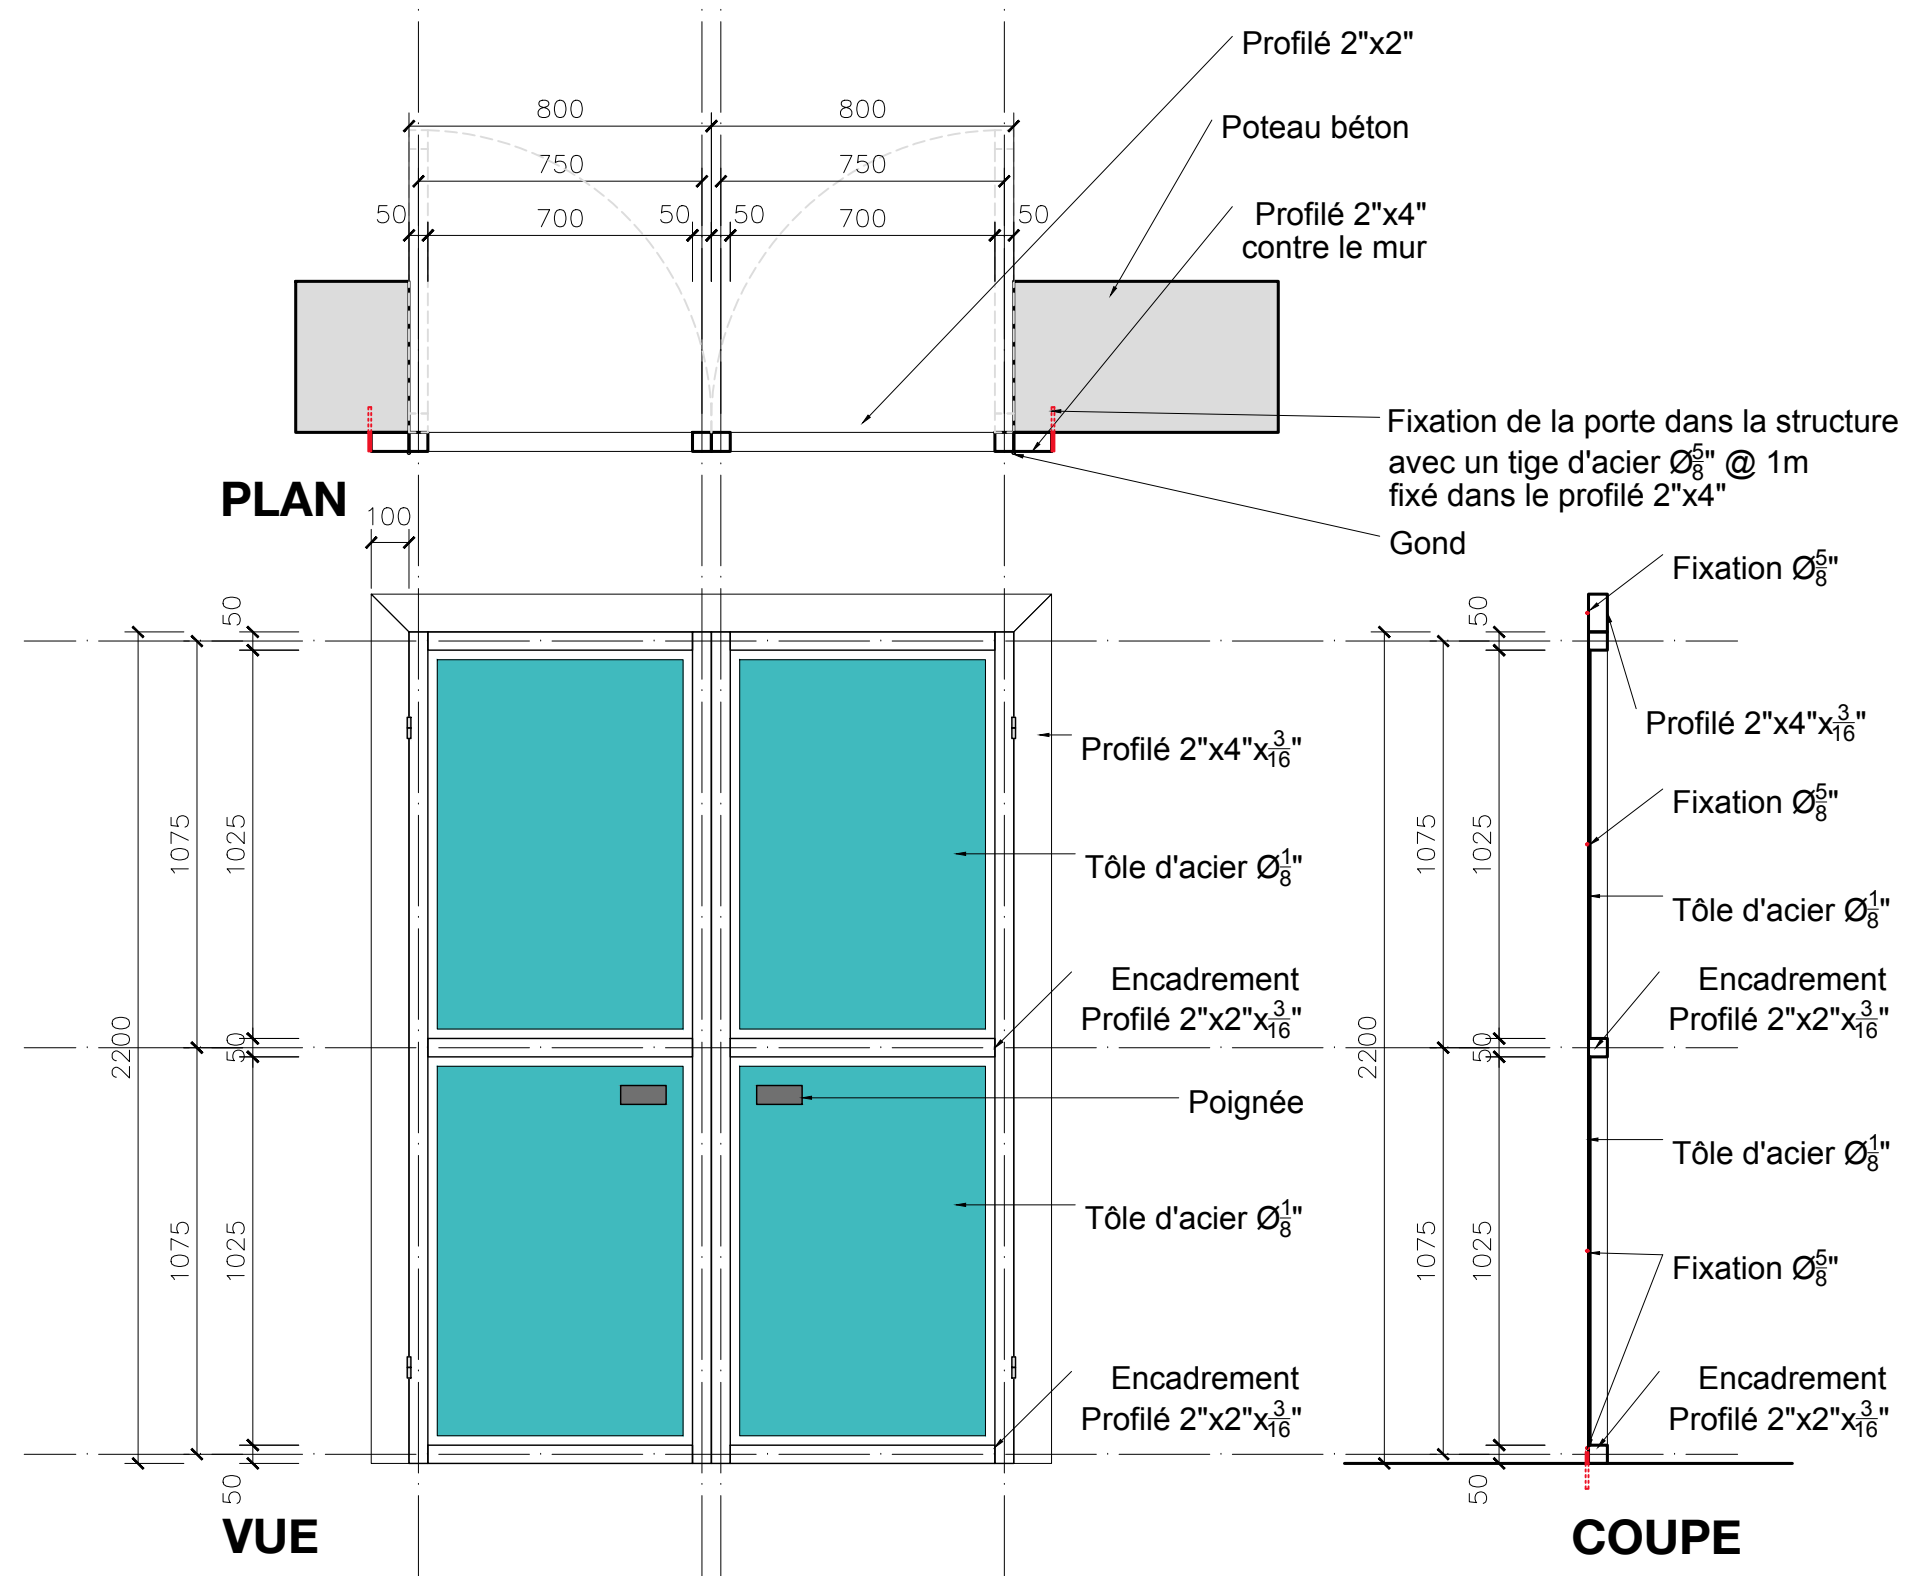 Profilé 2"x2"
800
800
Poteau béton
750
750
50
700
50
50
700
50
Profilé 2"x4"
contre le mur
Fixation de la porte dans la structure
avec un tige d'acier Ø5/8" @ 1m
fixé dans le profilé 2"x4"
PLAN
100
Gond
50
2200
1075
1025
50
1075
1025
50
Profilé 2"x4"x3/16"
Tôle d'acier Ø1/8"
Encadrement
Profilé 2"x2"x3/16"
Poignée
Tôle d'acier Ø1/8"
Encadrement
Profilé 2"x2"x3/16"
VUE
50
2200
1075
1025
50
1075
1025
50
Fixation Ø5/8"
Profilé 2"x4"x3/16"
Fixation Ø5/8"
Tôle d'acier Ø1/8"
Encadrement
Profilé 2"x2"x3/16"
Tôle d'acier Ø1/8"
Fixation Ø5/8"
Encadrement
Profilé 2"x2"x3/16"
COUPE